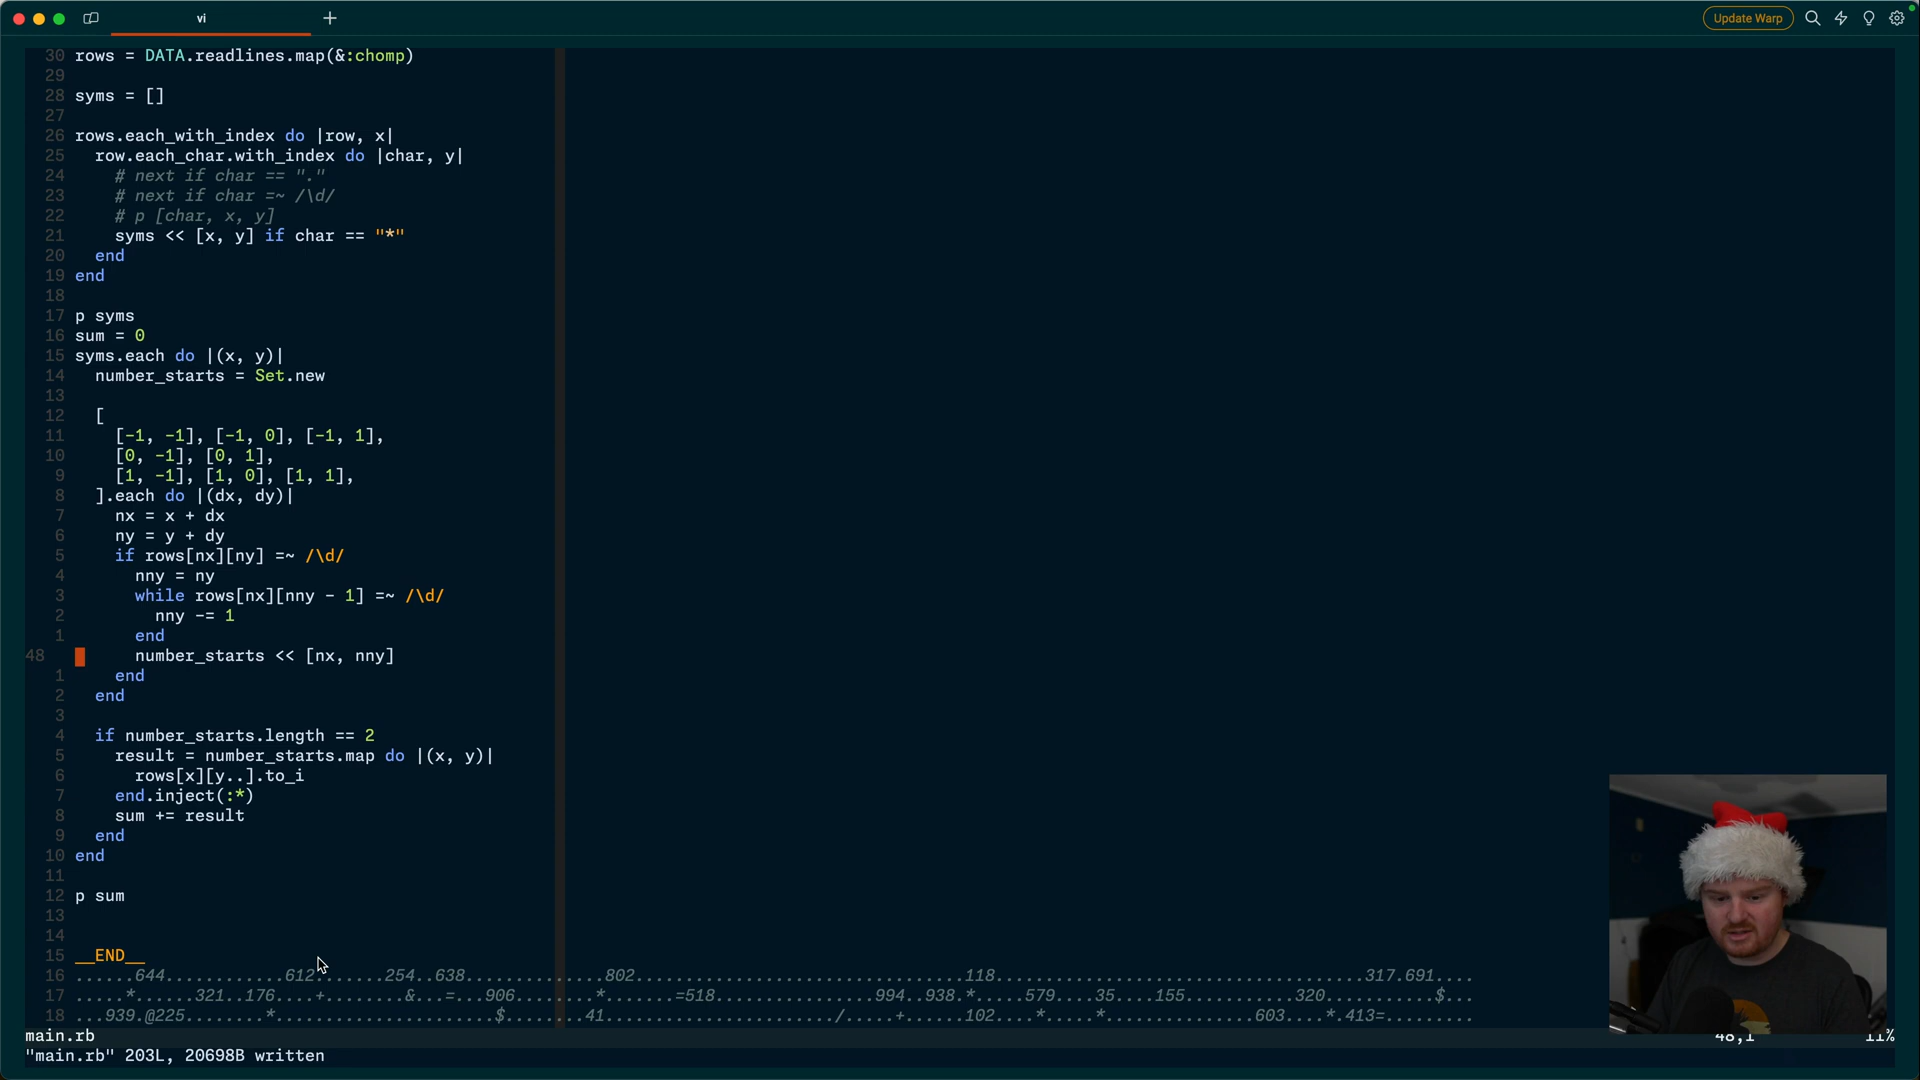 vi
Update Warp
30 rows = DATA.readlines.map(&:chomp)
29
28 syms = []
27
26 rows.each_with_index do |row, x|
25   row.each_char.with_index do |char, y|
24     # next if char == "."
23     # next if char =~ /\d/
22     # p [char, x, y]
21     syms << [x, y] if char == "*"
20   end
19 end
18
17 p syms
16 sum = 0
15 syms.each do |(x, y)|
14   number_starts = Set.new
13
12   [
11     [-1, -1], [-1, 0], [-1, 1],
10     [0, -1], [0, 1],
9     [1, -1], [1, 0], [1, 1],
8   ].each do |(dx, dy)|
7     nx = x + dx
6     ny = y + dy
5     if rows[nx][ny] =~ /\d/
4       nny = ny
3       while rows[nx][nny - 1] =~ /\d/
2         nny -= 1
1       end
48       number_starts << [nx, nny]
1     end
2   end
3
4   if number_starts.length == 2
5     result = number_starts.map do |(x, y)|
6       rows[x][y..].to_i
7     end.inject(:*)
8     sum += result
9   end
10 end
11
12 p sum
13
14
15 __END__
16 ......644............612.......254..638..............802....................................118.....................................317.691....
17 .....*......321..176....+........&...=...906........*.......=518................994..938.*.....579....35....155...........320...........$...
18 ...939.@225........*......................$........41......................../.....+......102....*.....*...............603....*.413=.........
main.rb
48,1 11%
"main.rb" 203L, 20698B written